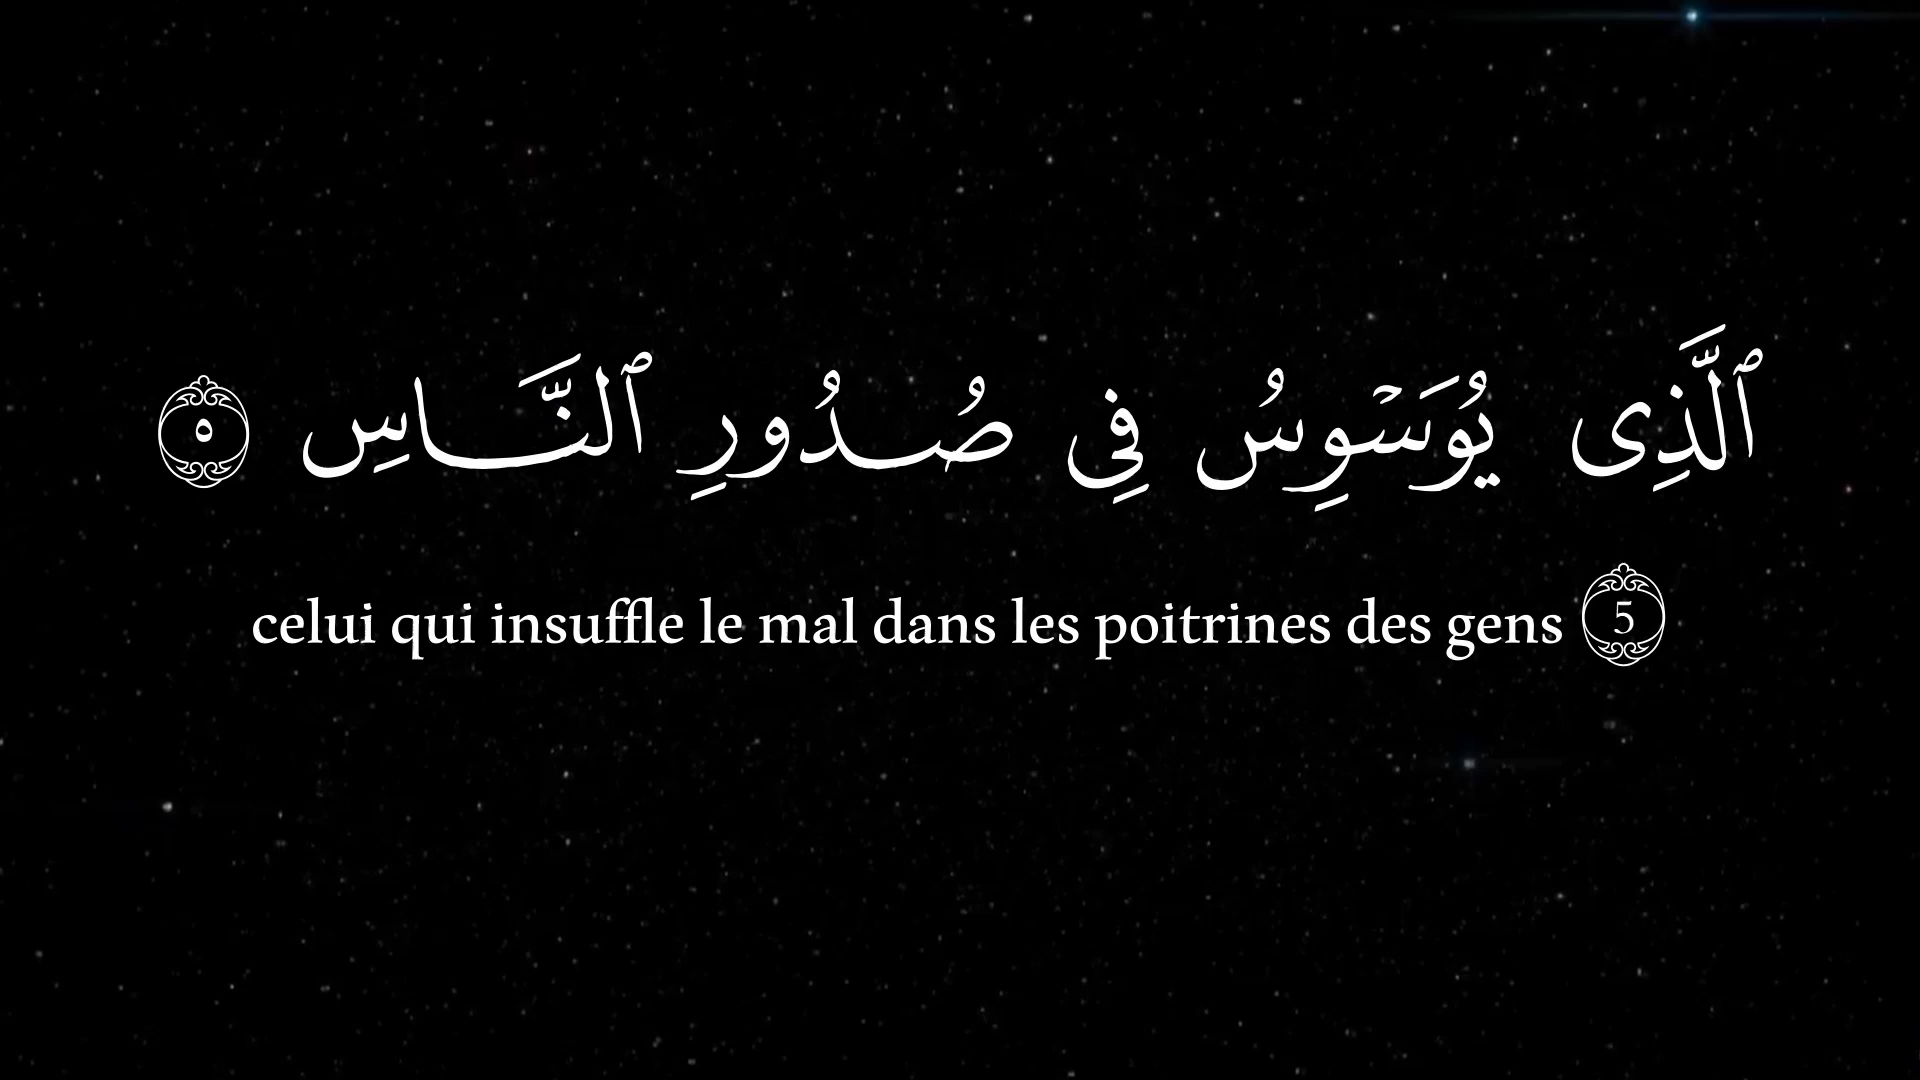 ٱلَّذِى يُوَسْوِسُ فِى صُدُورِ ٱلنَّاسِ ٥
celui qui insuffle le mal dans les poitrines des gens 5